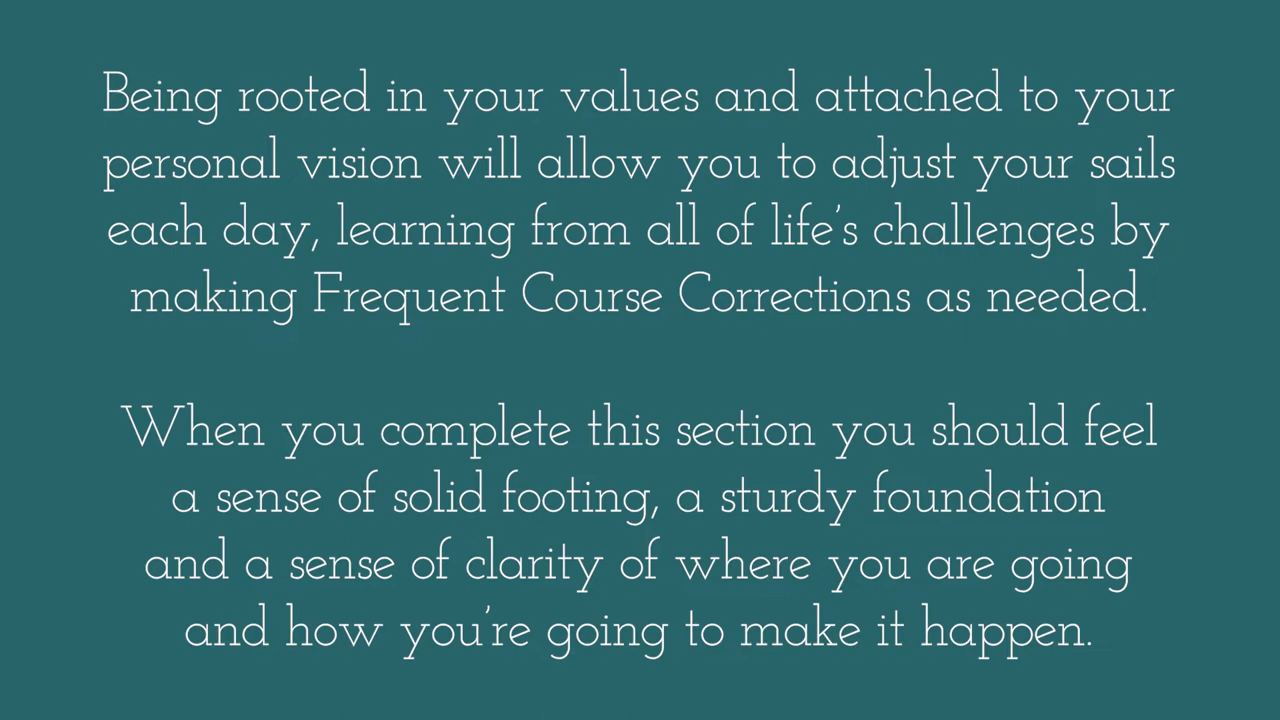 Being rooted in your values and attached to your
personal vision will allow you to adjust your sails
each day, learning from all of life's challenges by
making Frequent Course Corrections as needed.
When you complete this section you should feel
a sense of solid footing, a sturdy foundation
and a sense of clarity of where you are going
and how you're going to make it happen.